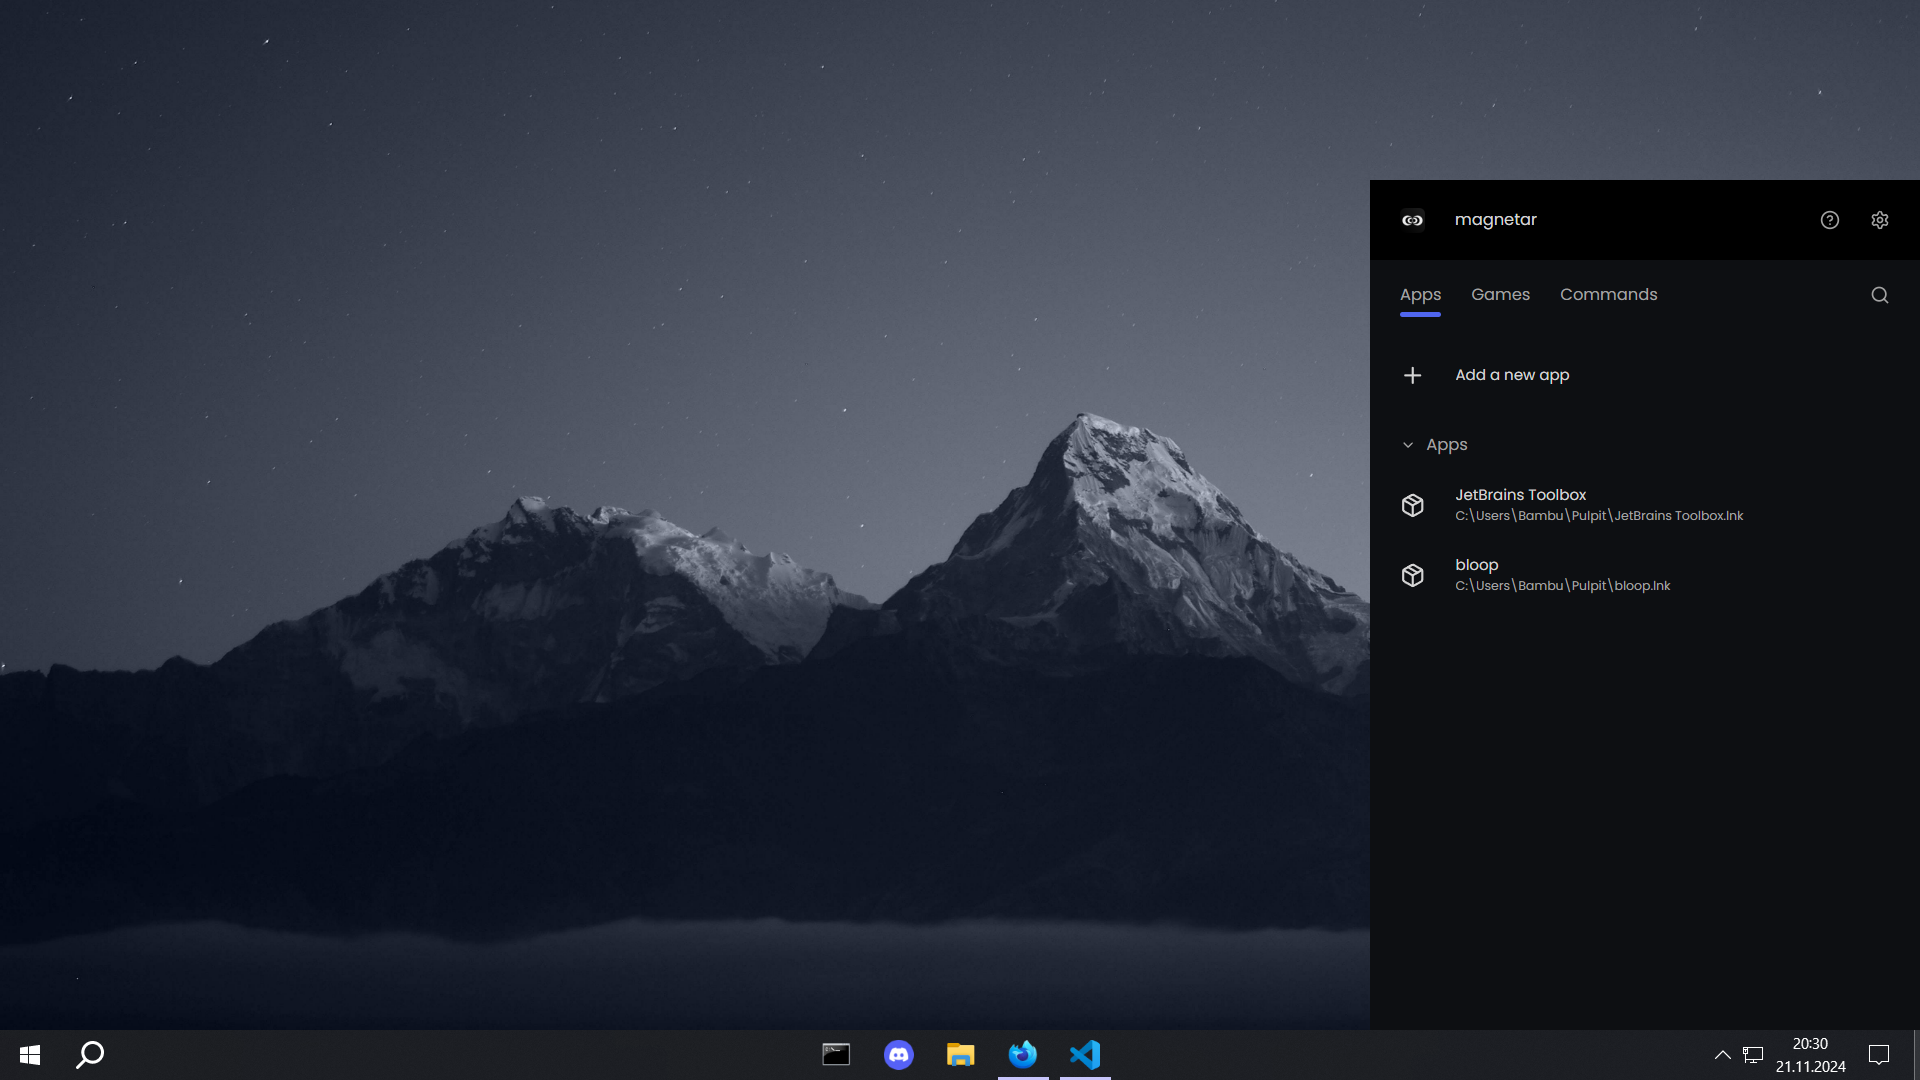 magnetar
Apps Games Commands
Add a new app
Apps
JetBrains Toolbox
C:\Users\Bambu\Pulpit\JetBrains Toolbox.lnk
bloop
C:\Users\Bambu\Pulpit\bloop.lnk
20:30
21.11.2024